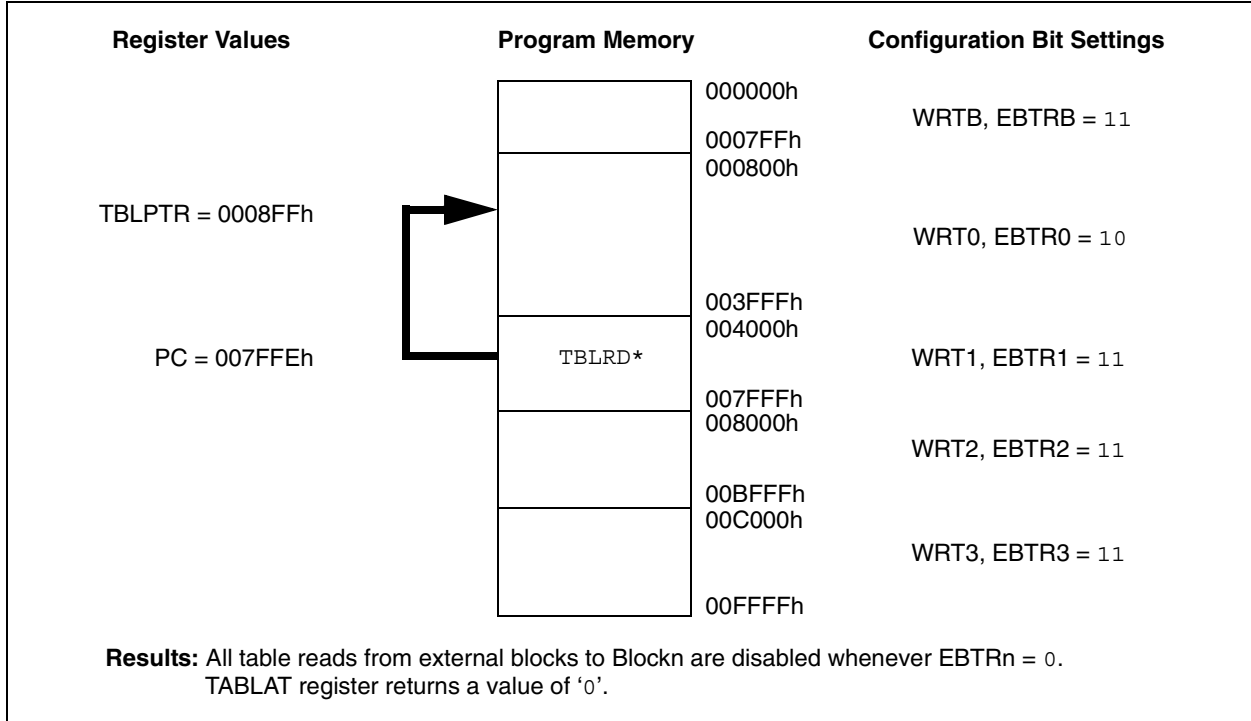 Register Values Program Memory Configuration Bit Settings
000000h
WRTB, EBTRB = 11
0007FFh
000800h
TBLPTR = 0008FFh
WRT0, EBTR0 = 10
003FFFh
004000h
PC = 007FFEh TBLRD* WRT1, EBTR1 = 11
007FFFh
008000h
WRT2, EBTR2 = 11
00BFFFh
00C000h
WRT3, EBTR3 = 11
00FFFFh
Results: All table reads from external blocks to Blockn are disabled whenever EBTRn = 0.
TABLAT register returns a value of ‘0’.